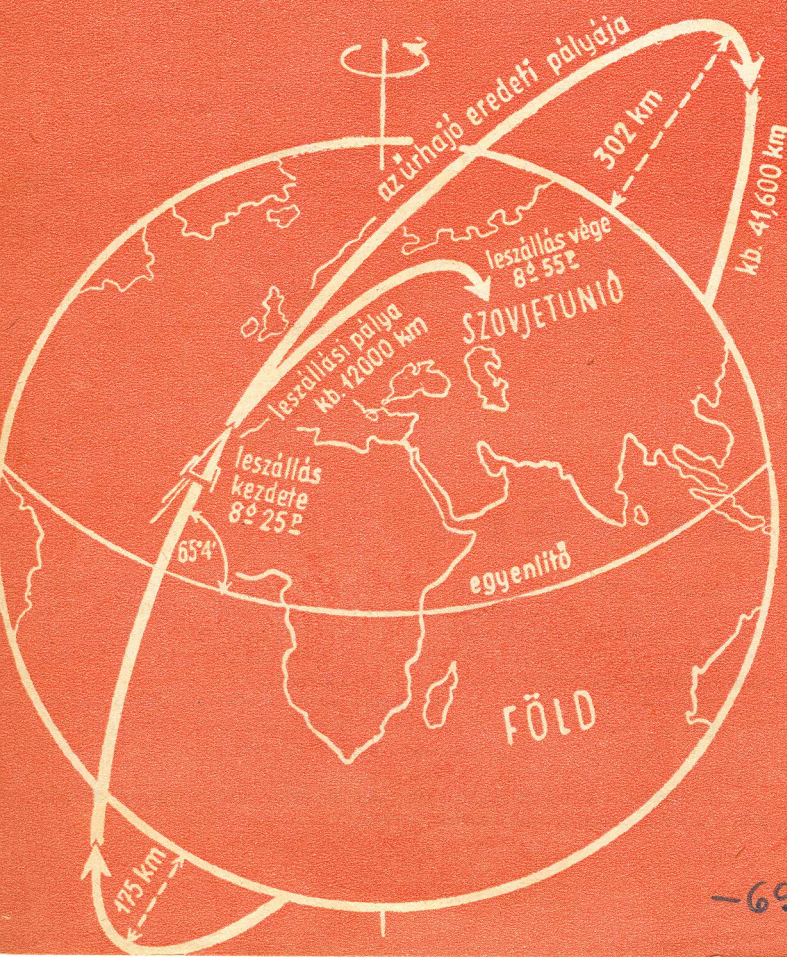 az űrhajó eredeti pályája
302 km
kb. 41,600 km
leszállás vége
8ó 55p
SZOVJETUNIÓ
leszállási pálya
kb. 12000 km
leszállás
kezdete
8ó 25p
65°4'
egyenlítő
FÖLD
175 km
-69